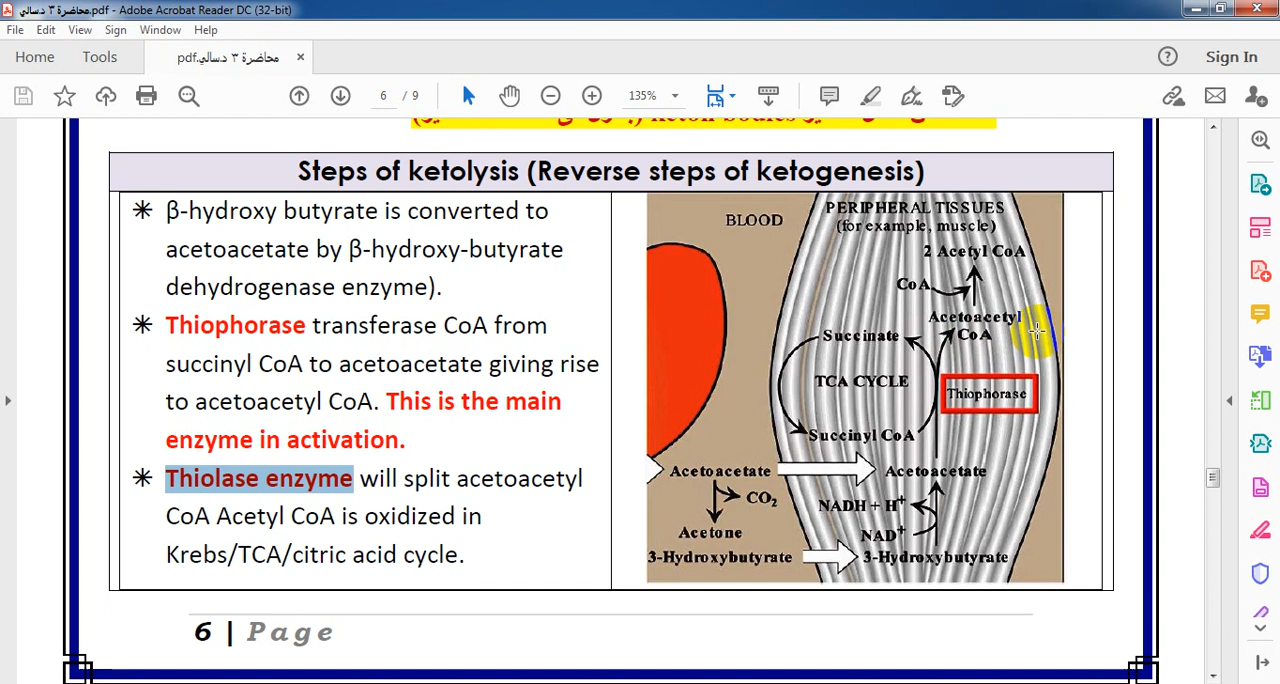 محاضرة ٣ د.سالي.pdf - Adobe Acrobat Reader DC (32-bit)
File Edit View Sign Window Help
Home Tools محاضرة ٣ د.سالي.pdf × Sign In
6 / 9 135%
Steps of ketolysis (Reverse steps of ketogenesis)
β-hydroxy butyrate is converted to
acetoacetate by β-hydroxy-butyrate
dehydrogenase enzyme).
Thiophorase transferase CoA from
succinyl CoA to acetoacetate giving rise
to acetoacetyl CoA. This is the main
enzyme in activation.
Thiolase enzyme will split acetoacetyl
CoA Acetyl CoA is oxidized in
Krebs/TCA/citric acid cycle.
BLOOD
PERIPHERAL TISSUES
(for example, muscle)
2 Acetyl CoA
CoA
Acetoacetyl
CoA
Succinate
TCA CYCLE
Thiophorase
Succinyl CoA
Acetoacetate
Acetoacetate
CO2
NADH + H+
Acetone
NAD+
3-Hydroxybutyrate
3-Hydroxybutyrate
6 | Page